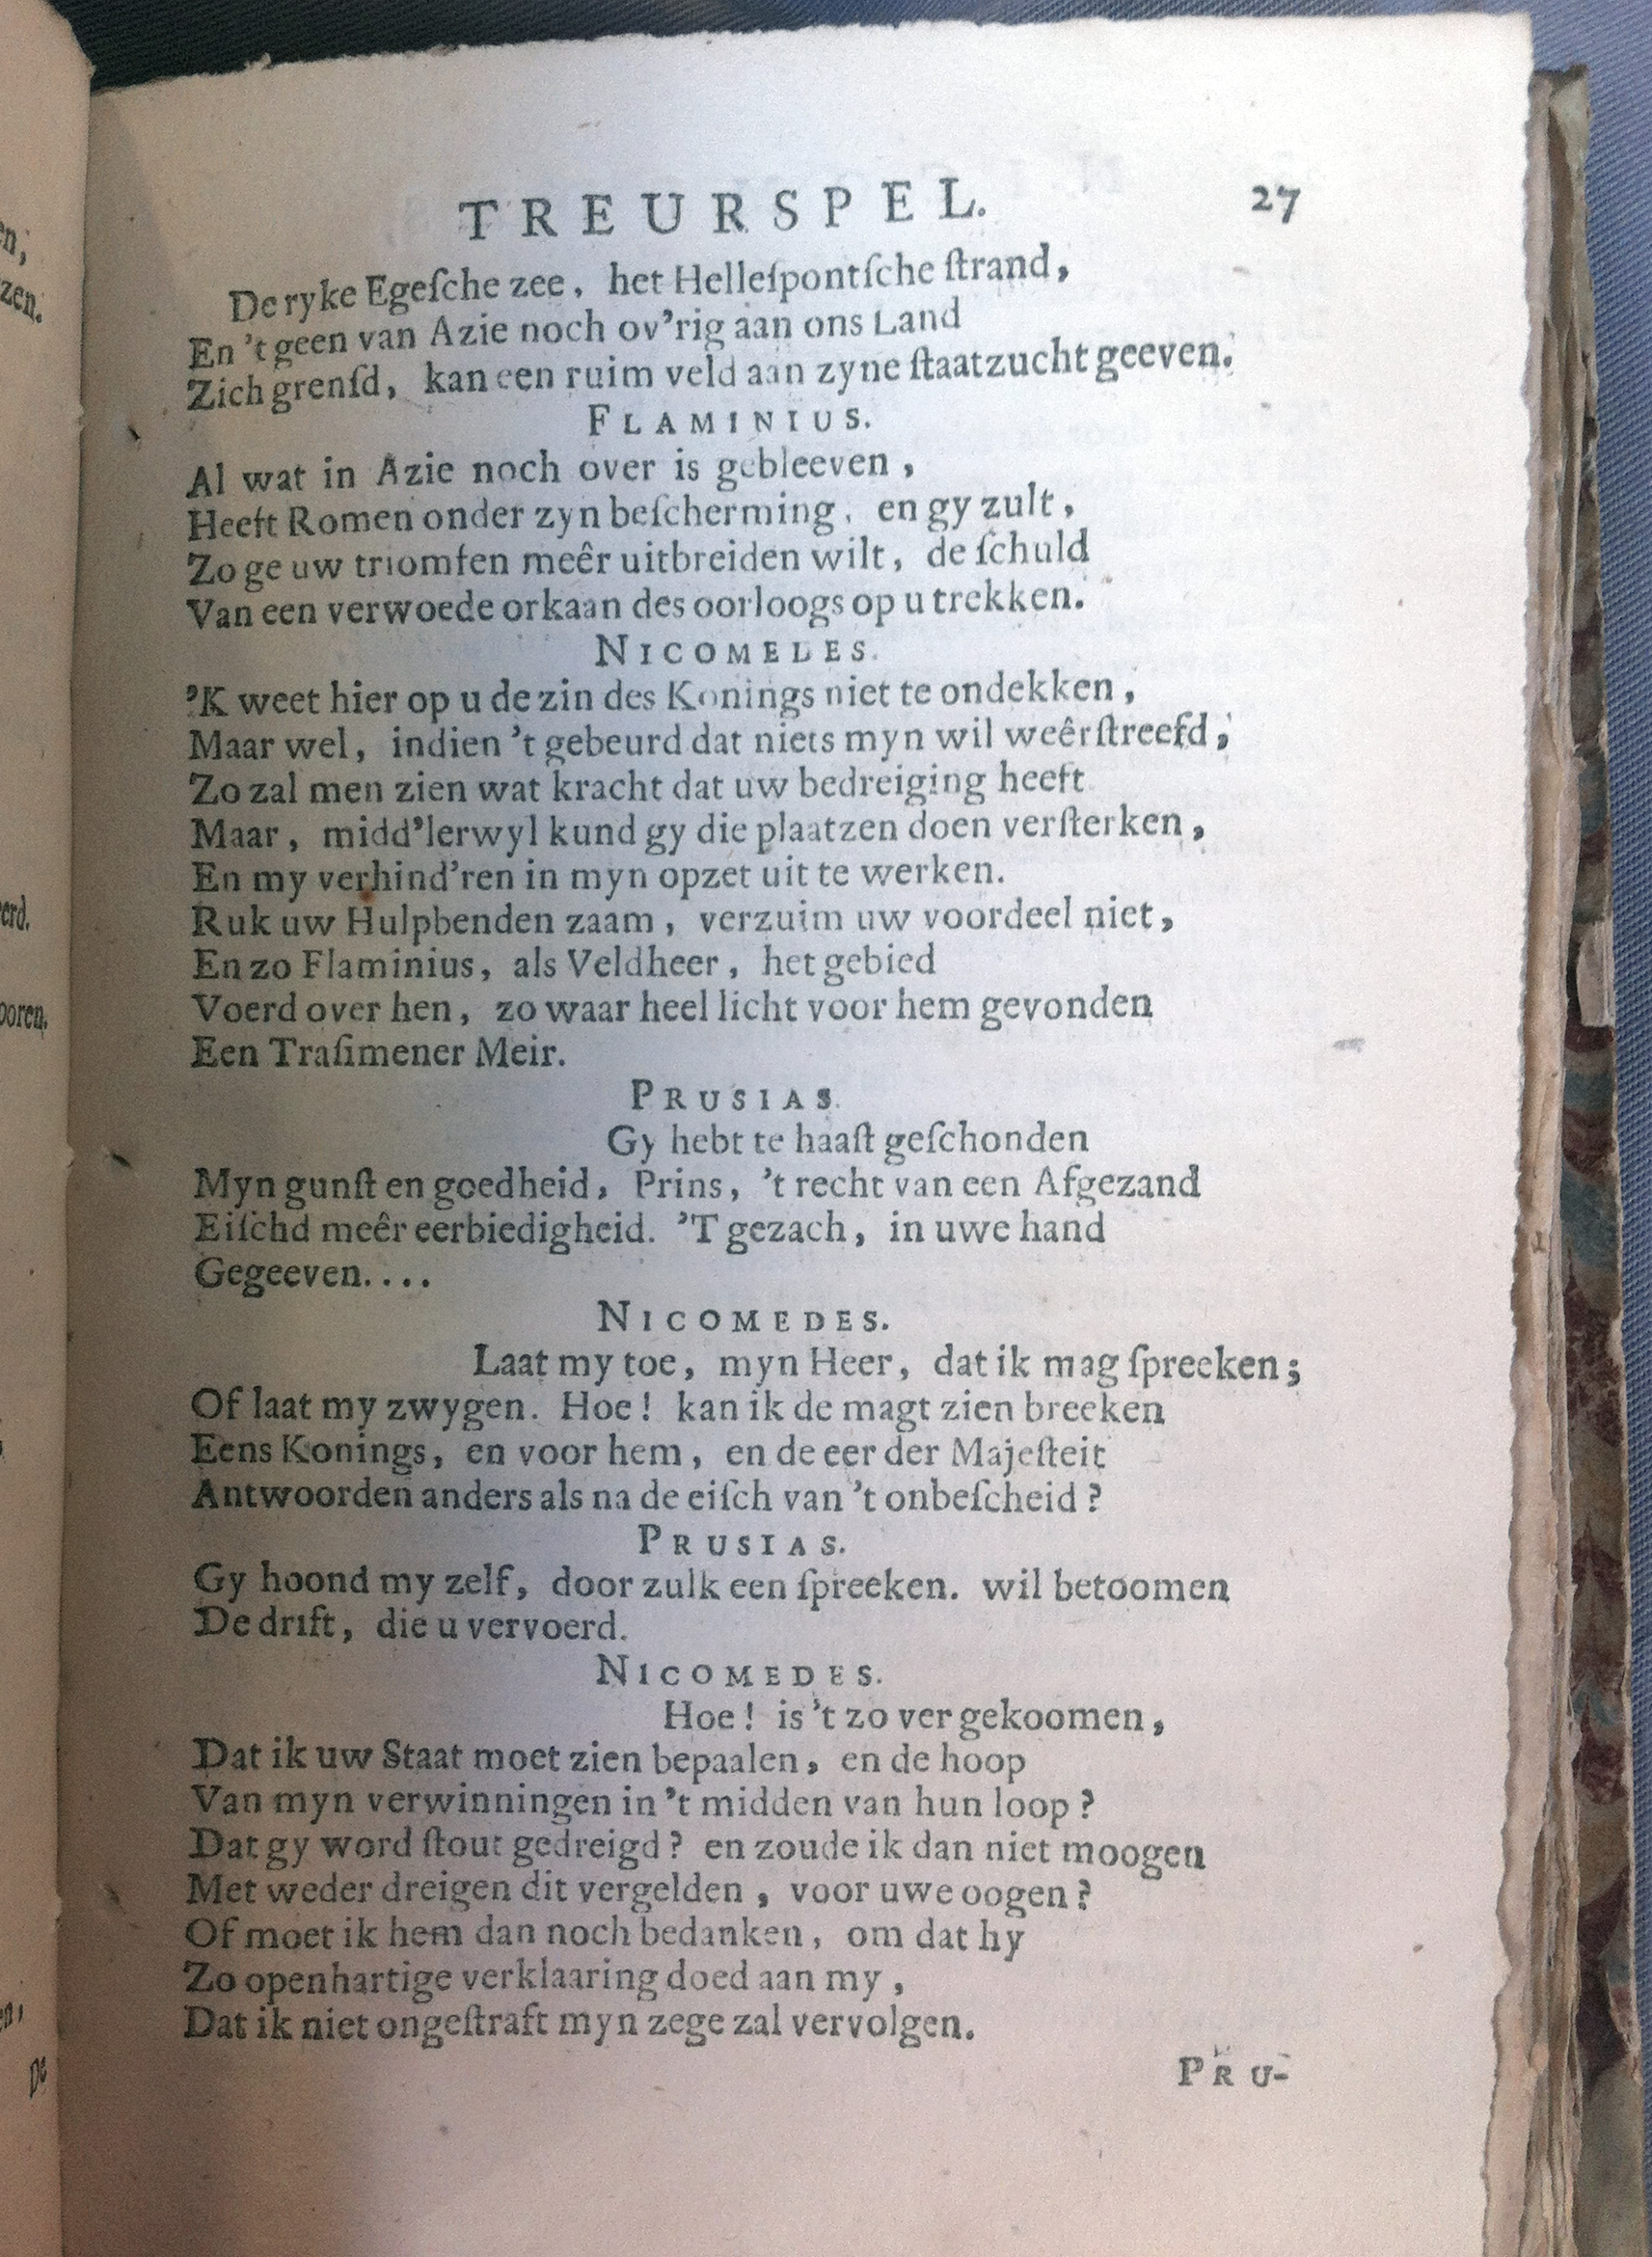 en,
zen.
erd.
ooren.
en,
De
TREURSPEL. 27
De ryke Egeſche zee, het Helleſpontſche ſtrand,
En 't geen van Azie noch ov'rig aan ons Land
Zich grenſd, kan een ruim veld aan zyne ſtaatzucht geeven.
FLAMINIUS.
Al wat in Azie noch over is gebleeven,
Heeft Romen onder zyn beſcherming, en gy zult,
Zo ge uw triomfen meêr uitbreiden wilt, de ſchuld
Van een verwoede orkaan des oorloogs op u trekken.
NICOMELES.
'K weet hier op u de zin des Konings niet te ondekken,
Maar wel, indien 't gebeurd dat niets myn wil weêrſtreefd,
Zo zal men zien wat kracht dat uw bedreiging heeft
Maar, midd'lerwyl kund gy die plaatzen doen verſterken,
En my verhind'ren in myn opzet uit te werken.
Ruk uw Hulpbenden zaam, verzuim uw voordeel niet,
En zo Flaminius, als Veldheer, het gebied
Voerd over hen, zo waar heel licht voor hem gevonden
Een Traſimener Meir.
PRUSIAS.
Gy hebt te haaſt geſchonden
Myn gunſt en goedheid, Prins, 't recht van een Afgezand
Eiſchd meêr eerbiedigheid. 'T gezach, in uwe hand
Gegeeven....
NICOMEDES.
Laat my toe, myn Heer, dat ik mag ſpreeken;
Of laat my zwygen. Hoe! kan ik de magt zien breeken
Eens Konings, en voor hem, en de eer der Majeſteit
Antwoorden anders als na de eiſch van 't onbeſcheid?
PRUSIAS.
Gy hoond my zelf, door zulk een ſpreeken. wil betoomen
De drift, die u vervoerd.
NICOMEDES.
Hoe! is 't zo ver gekoomen,
Dat ik uw Staat moet zien bepaalen, en de hoop
Van myn verwinningen in 't midden van hun loop?
Dat gy word ſtout gedreigd? en zoude ik dan niet moogen
Met weder dreigen dit vergelden, voor uwe oogen?
Of moet ik hem dan noch bedanken, om dat hy
Zo openhartige verklaaring doed aan my,
Dat ik niet ongeſtraft myn zege zal vervolgen.
PRU-